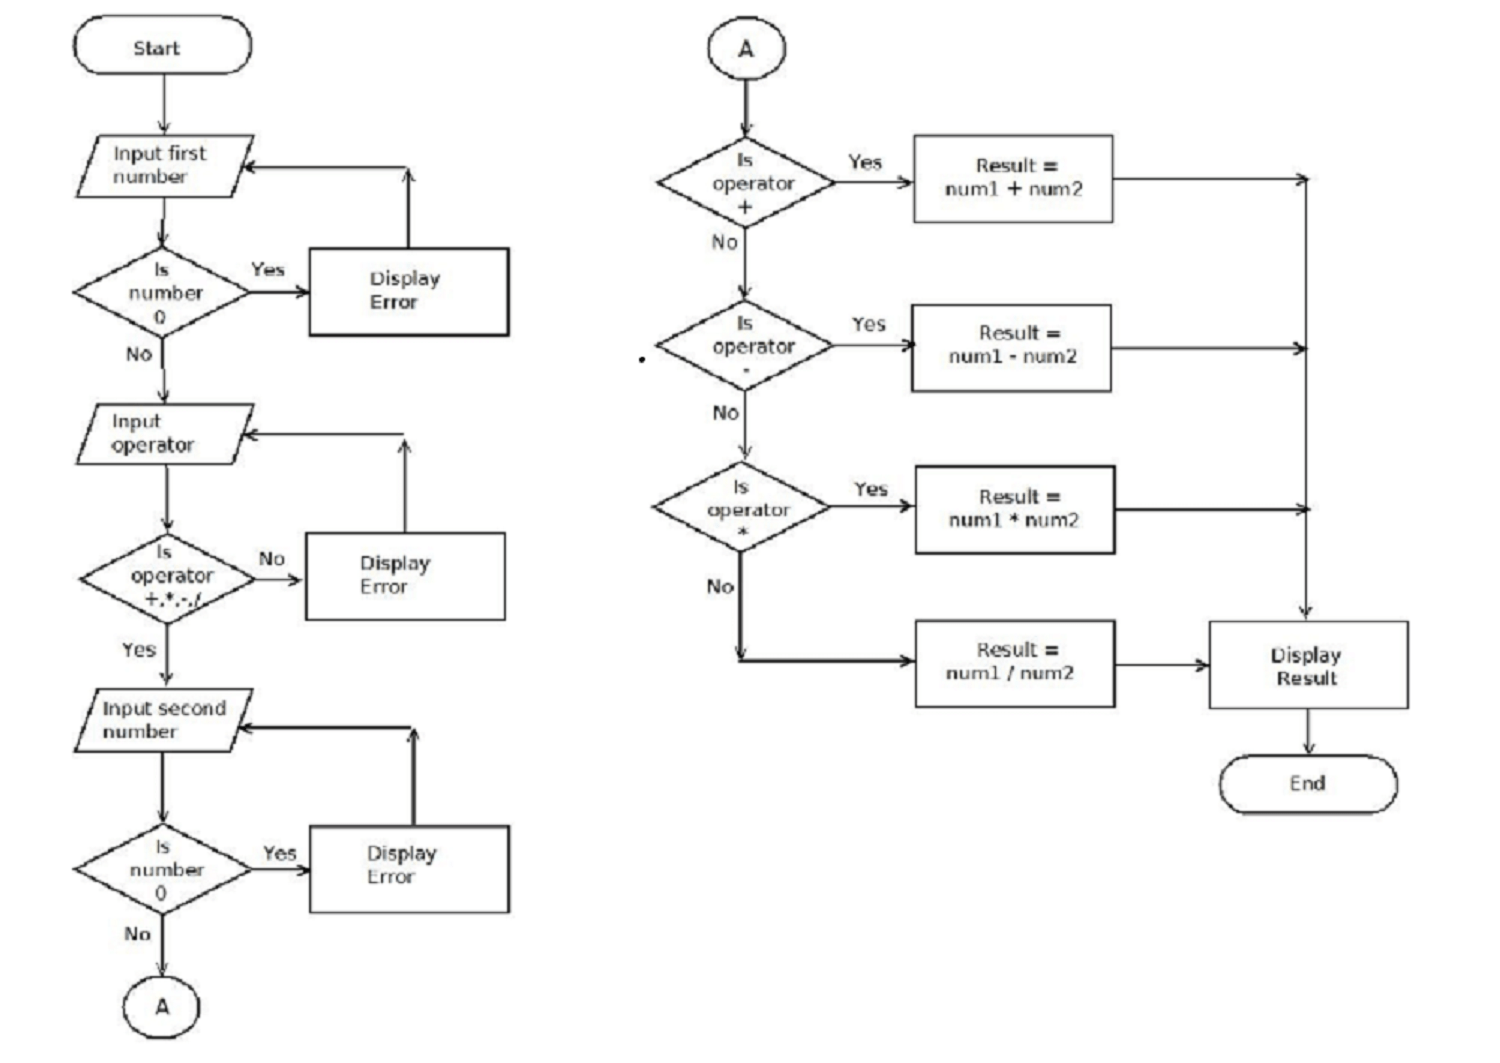 Start
Input first
number
Is
number
0
Yes
Display
Error
No
Input
operator
Is
operator
+.*.-./
No
Display
Error
Yes
Input second
number
Is
number
0
Yes
Display
Error
No
A
A
Is
operator
+
Yes
Result =
num1 + num2
No
Is
operator
-
Yes
Result =
num1 - num2
No
Is
operator
*
Yes
Result =
num1 * num2
No
Result =
num1 / num2
Display
Result
End